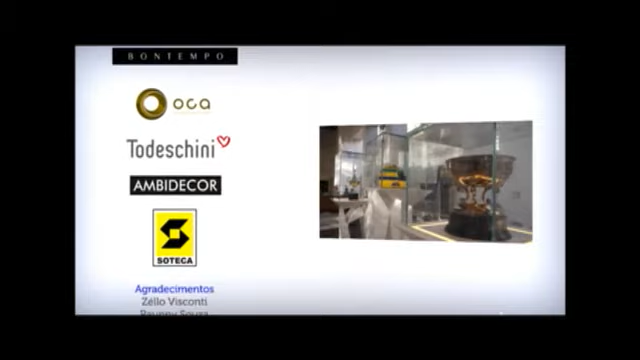 BONTEMPO
oca
Todeschini
AMBIDECOR
SOTECA
Agradecimentos
Zéllo Visconti